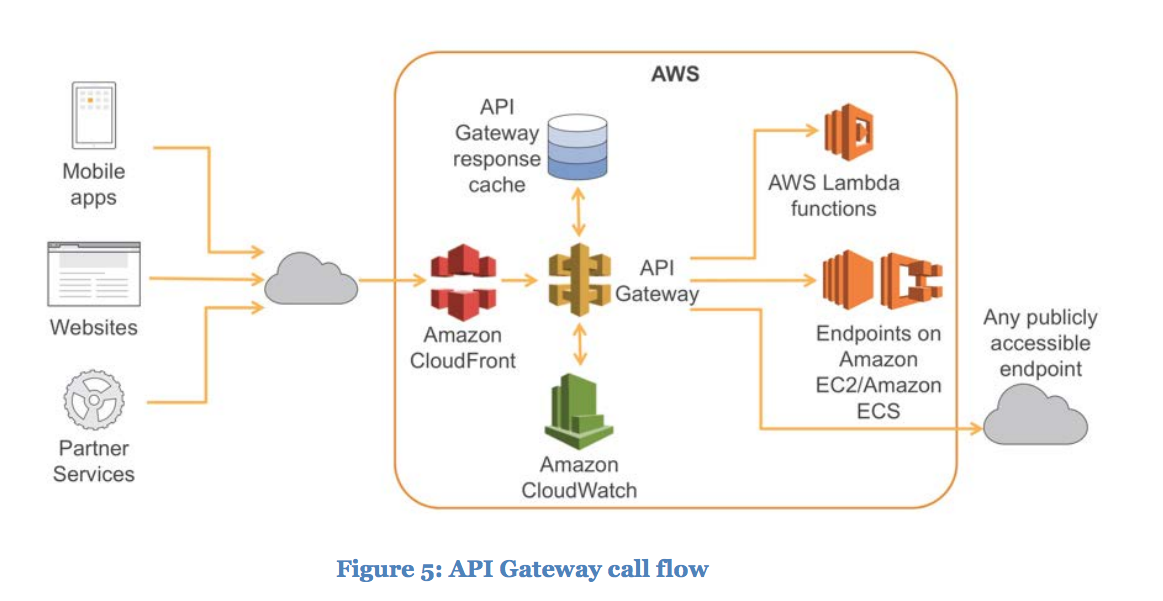 AWS
API
Gateway
response
cache
Mobile
apps
AWS Lambda
functions
API
Gateway
Websites
Amazon
CloudFront
Endpoints on
Amazon
EC2/Amazon
ECS
Any publicly
accessible
endpoint
Partner
Services
Amazon
CloudWatch
Figure 5: API Gateway call flow